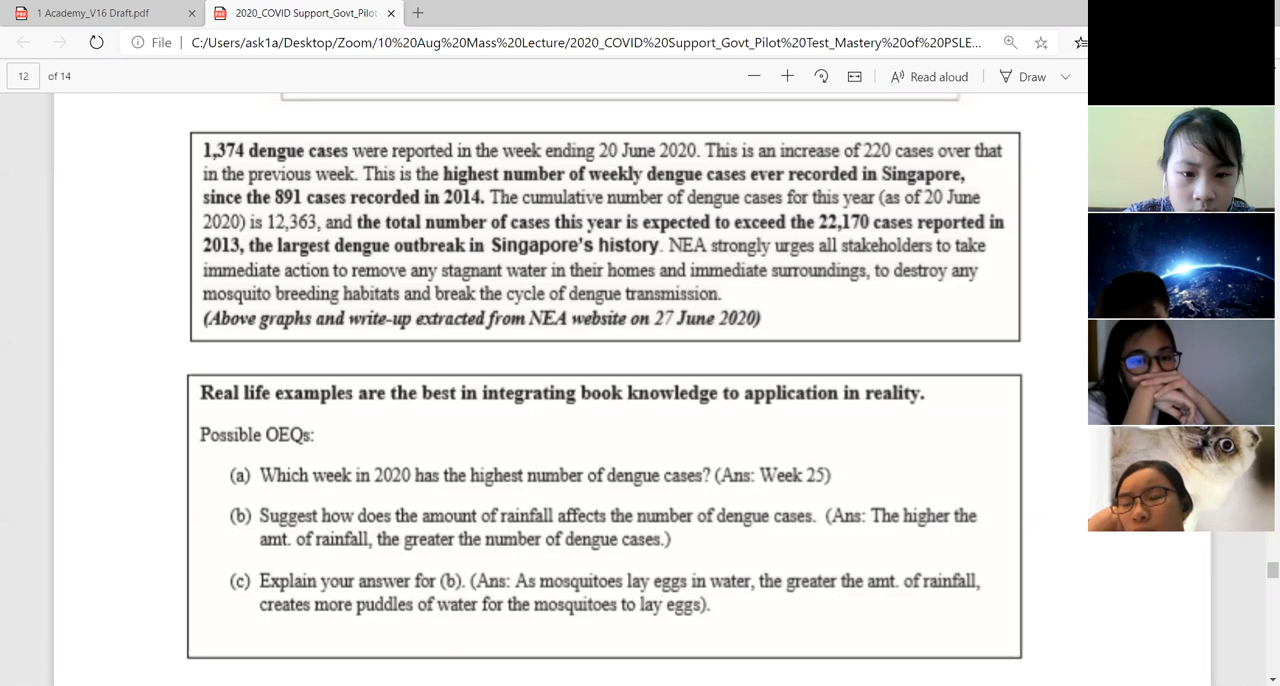 1 Academy_V16 Draft.pdf
2020_COVID Support_Govt_Pilot
File
C:/Users/ask1a/Desktop/Zoom/10%20Aug%20Mass%20Lecture/2020_COVID%20Support_Govt_Pilot%20Test_Mastery%20of%20PSLE...
12 of 14
Read aloud
Draw
1,374 dengue cases were reported in the week ending 20 June 2020. This is an increase of 220 cases over that
in the previous week. This is the highest number of weekly dengue cases ever recorded in Singapore,
since the 891 cases recorded in 2014. The cumulative number of dengue cases for this year (as of 20 June
2020) is 12,363, and the total number of cases this year is expected to exceed the 22,170 cases reported in
2013, the largest dengue outbreak in Singapore's history. NEA strongly urges all stakeholders to take
immediate action to remove any stagnant water in their homes and immediate surroundings, to destroy any
mosquito breeding habitats and break the cycle of dengue transmission.
(Above graphs and write-up extracted from NEA website on 27 June 2020)
Real life examples are the best in integrating book knowledge to application in reality.
Possible OEQs:
(a) Which week in 2020 has the highest number of dengue cases? (Ans: Week 25)
(b) Suggest how does the amount of rainfall affects the number of dengue cases. (Ans: The higher the
amt. of rainfall, the greater the number of dengue cases.)
(c) Explain your answer for (b). (Ans: As mosquitoes lay eggs in water, the greater the amt. of rainfall,
creates more puddles of water for the mosquitoes to lay eggs).